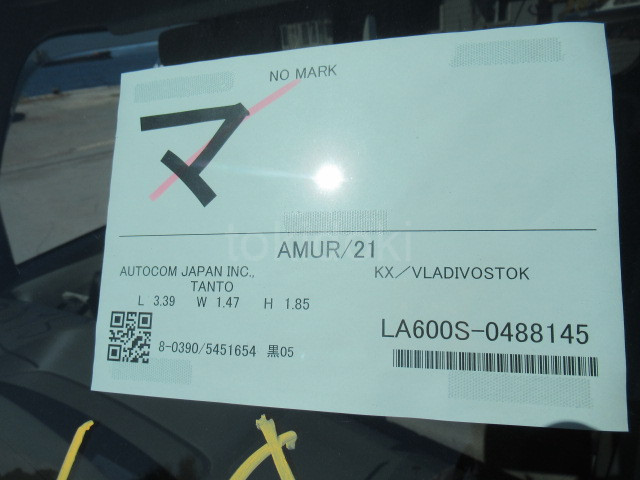 NO MARK
マ
AMUR/21
AUTOCOM JAPAN INC., KX／VLADIVOSTOK
TANTO
L 3.39 W 1.47 H 1.85
LA600S-0488145
8-0390/5451654 黒05